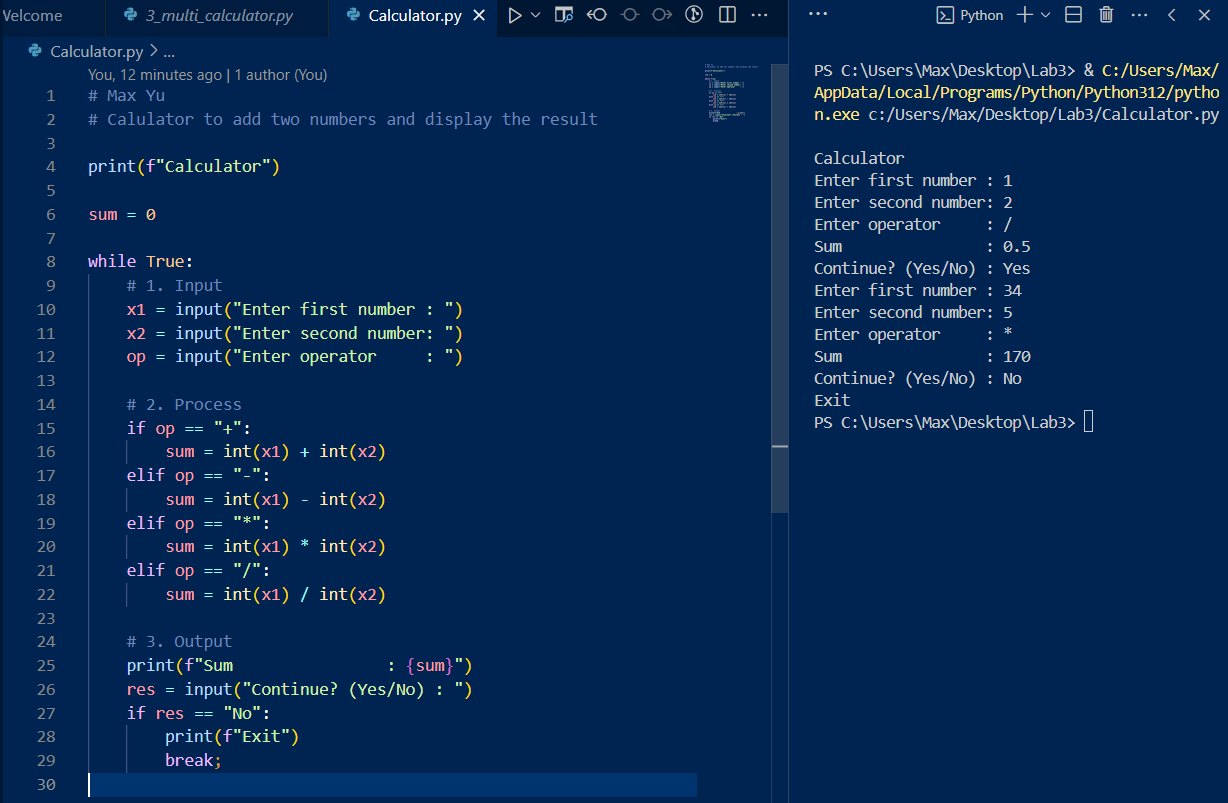 Welcome 3_multi_calculator.py Calculator.py
Calculator.py > ...
You, 12 minutes ago | 1 author (You)
1 # Max Yu
2 # Calulator to add two numbers and display the result
3
4 print(f"Calculator")
5
6 sum = 0
7
8 while True:
9     # 1. Input
10     x1 = input("Enter first number : ")
11     x2 = input("Enter second number: ")
12     op = input("Enter operator     : ")
13
14     # 2. Process
15     if op == "+":
16         sum = int(x1) + int(x2)
17     elif op == "-":
18         sum = int(x1) - int(x2)
19     elif op == "*":
20         sum = int(x1) * int(x2)
21     elif op == "/":
22         sum = int(x1) / int(x2)
23
24     # 3. Output
25     print(f"Sum                : {sum}")
26     res = input("Continue? (Yes/No) : ")
27     if res == "No":
28         print(f"Exit")
29         break;
30
Python
PS C:\Users\Max\Desktop\Lab3> & C:/Users/Max/
AppData/Local/Programs/Python/Python312/pytho
n.exe c:/Users/Max/Desktop/Lab3/Calculator.py
Calculator
Enter first number : 1
Enter second number: 2
Enter operator     : /
Sum                : 0.5
Continue? (Yes/No) : Yes
Enter first number : 34
Enter second number: 5
Enter operator     : *
Sum                : 170
Continue? (Yes/No) : No
Exit
PS C:\Users\Max\Desktop\Lab3>